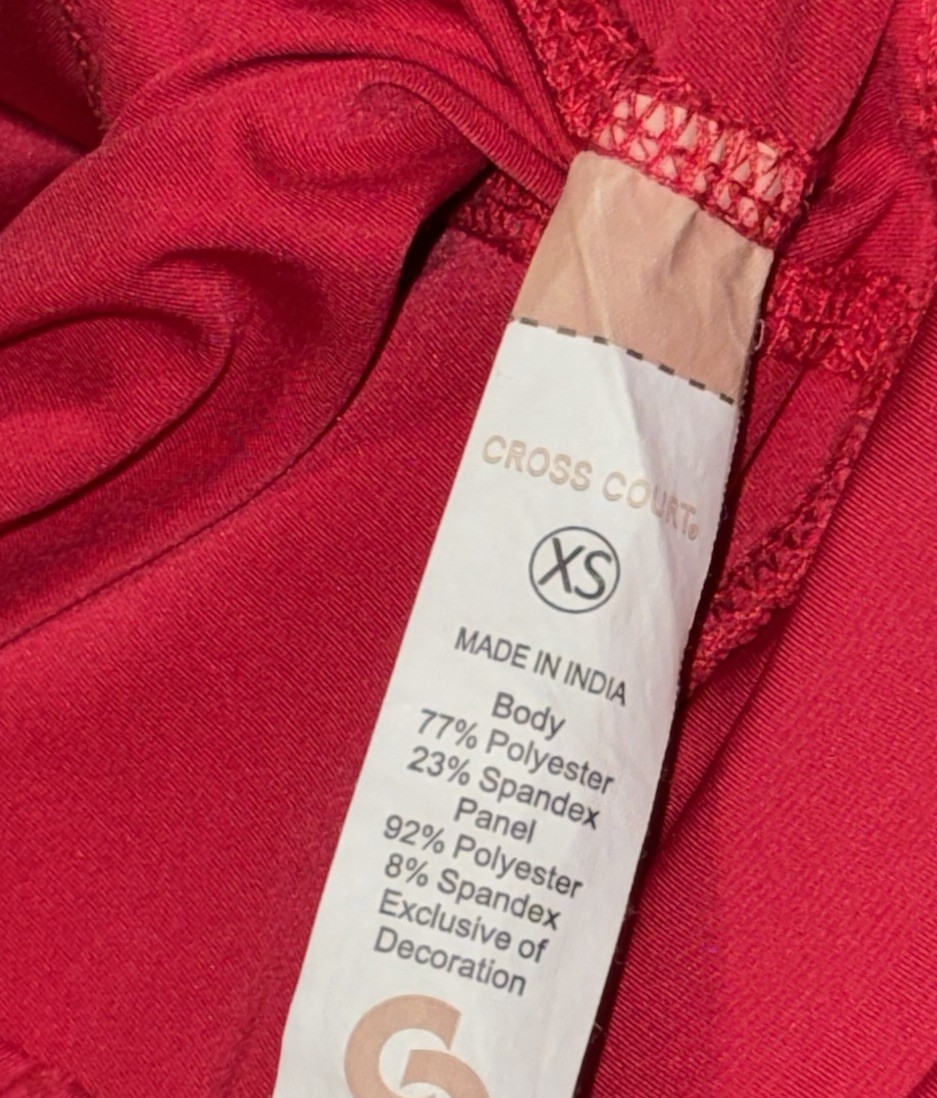 CROSS COURT®
XS
MADE IN INDIA
Body
77% Polyester
23% Spandex
Panel
92% Polyester
8% Spandex
Exclusive of
Decoration